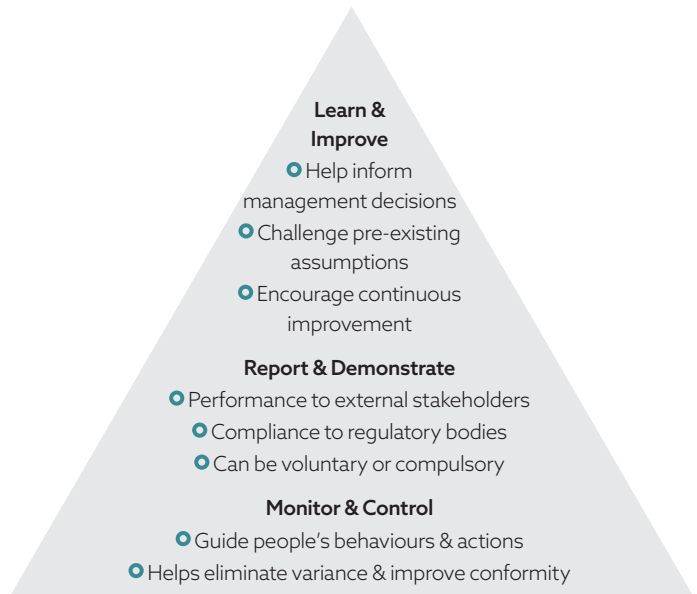 Learn &
Improve
Help inform
management decisions
Challenge pre-existing
assumptions
Encourage continuous
improvement
Report & Demonstrate
Performance to external stakeholders
Compliance to regulatory bodies
Can be voluntary or compulsory
Monitor & Control
Guide people’s behaviours & actions
Helps eliminate variance & improve conformity